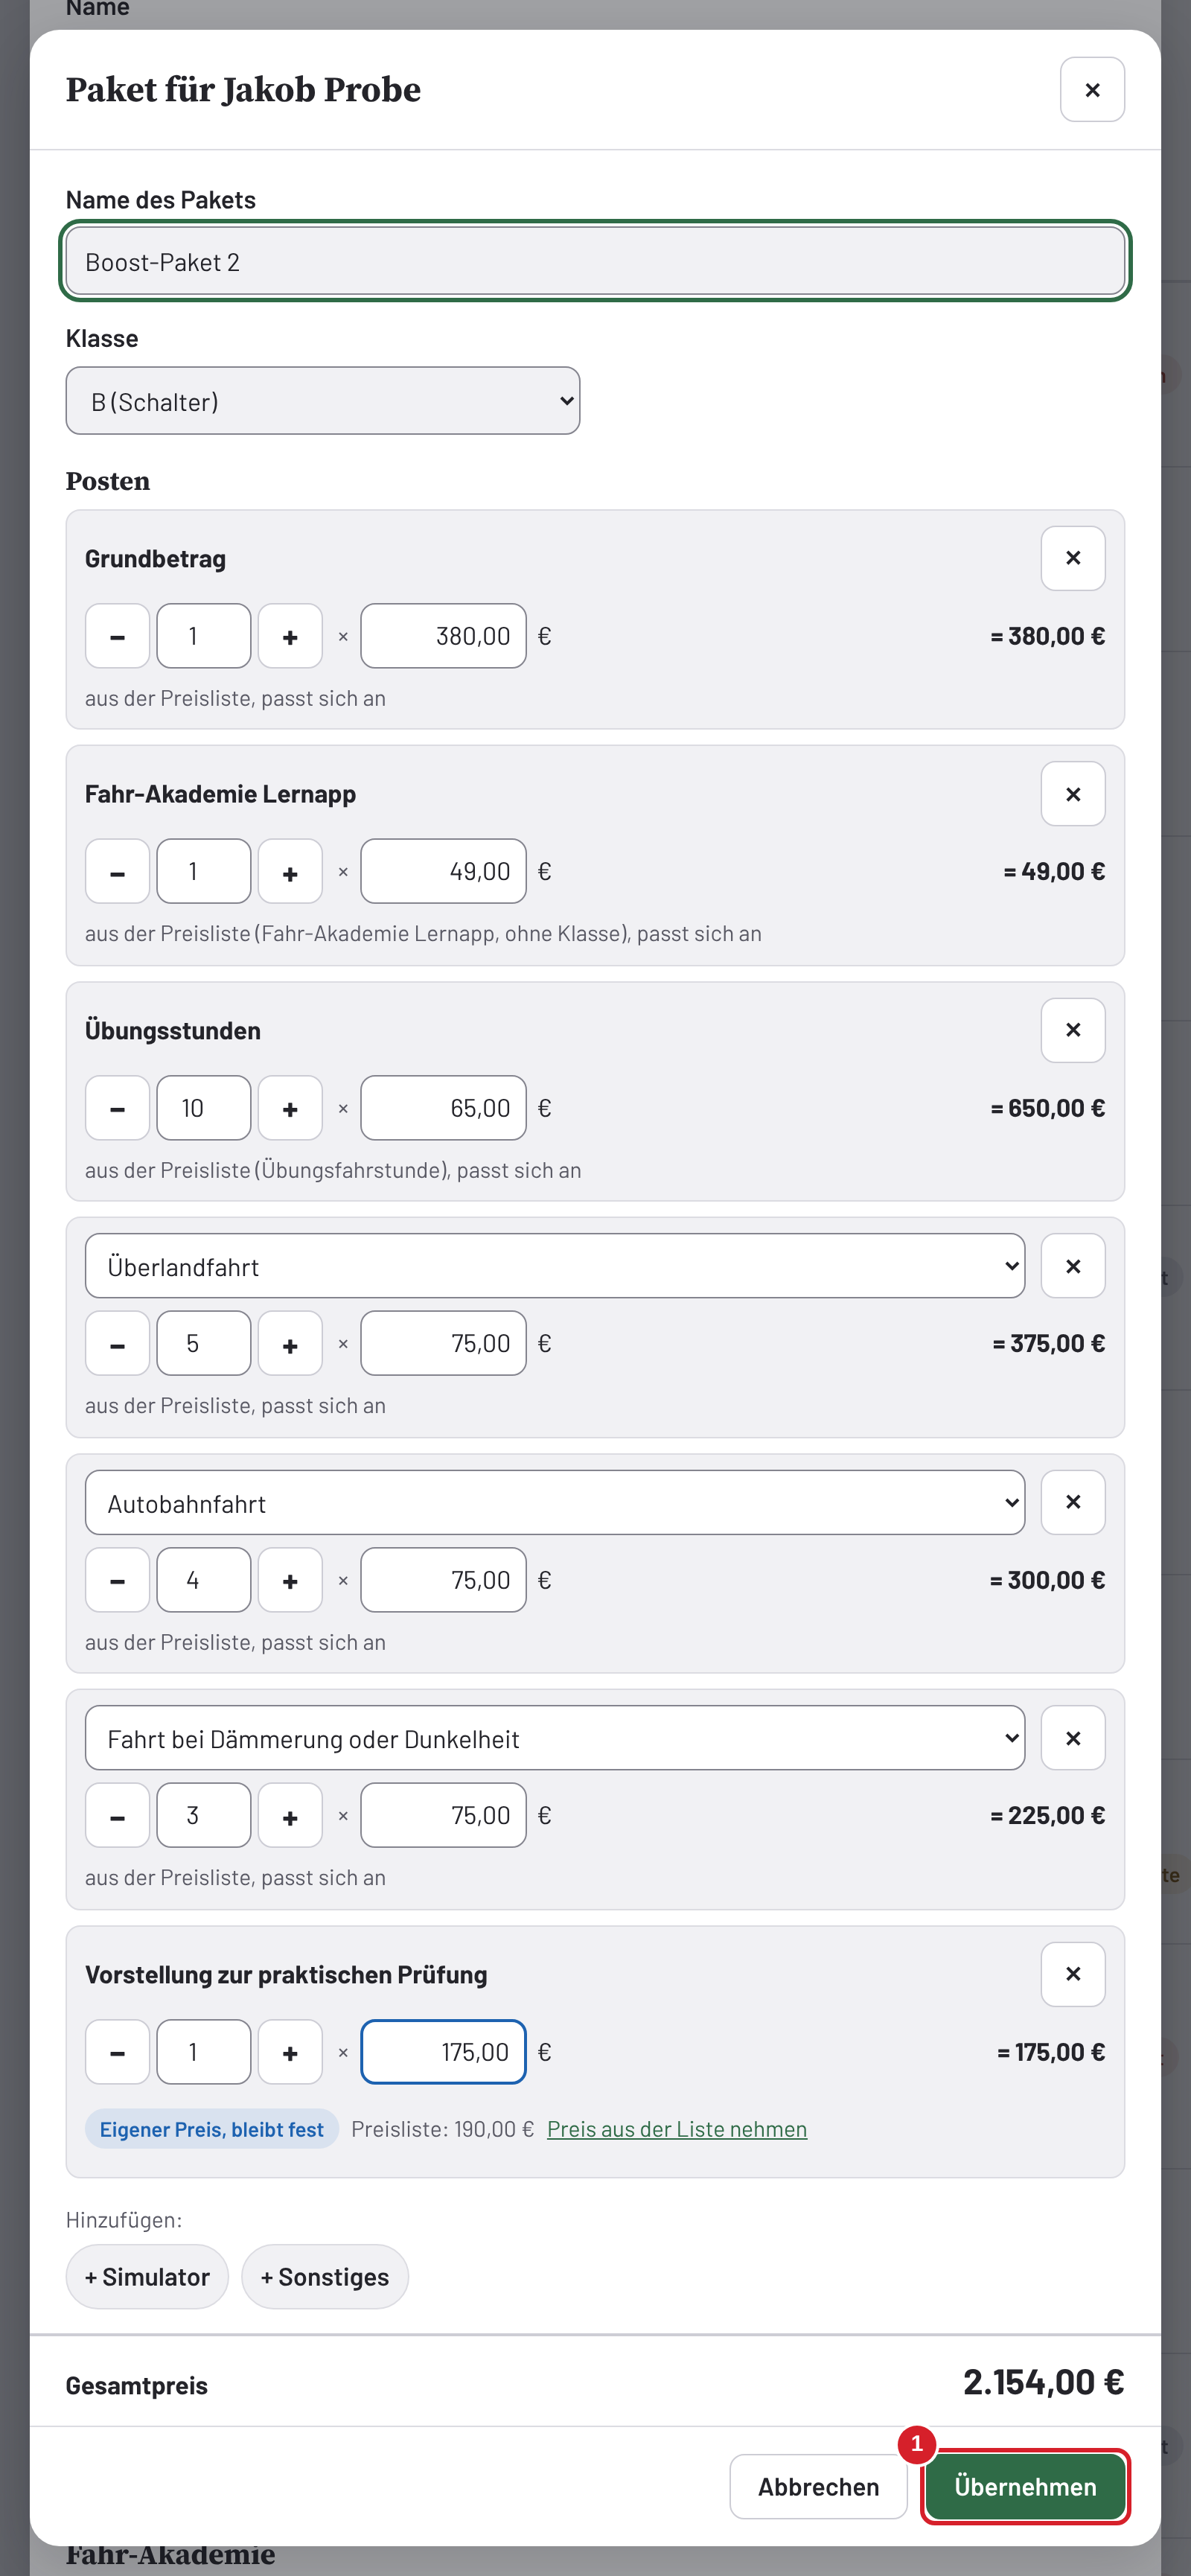 Name
Paket für Jakob Probe
×
Name des Pakets
Boost-Paket 2
Klasse
B (Schalter)
Posten
Grundbetrag ×
− 1 + × 380,00 € = 380,00 €
aus der Preisliste, passt sich an
Fahr-Akademie Lernapp ×
− 1 + × 49,00 € = 49,00 €
aus der Preisliste (Fahr-Akademie Lernapp, ohne Klasse), passt sich an
Übungsstunden ×
− 10 + × 65,00 € = 650,00 €
aus der Preisliste (Übungsfahrstunde), passt sich an
Überlandfahrt ×
− 5 + × 75,00 € = 375,00 €
aus der Preisliste, passt sich an
Autobahnfahrt ×
− 4 + × 75,00 € = 300,00 €
aus der Preisliste, passt sich an
Fahrt bei Dämmerung oder Dunkelheit ×
− 3 + × 75,00 € = 225,00 €
aus der Preisliste, passt sich an
Vorstellung zur praktischen Prüfung ×
− 1 + × 175,00 € = 175,00 €
Eigener Preis, bleibt fest Preisliste: 190,00 € Preis aus der Liste nehmen
Hinzufügen:
+ Simulator + Sonstiges
Gesamtpreis 2.154,00 €
1
Abbrechen Übernehmen
Fahr-Akademie